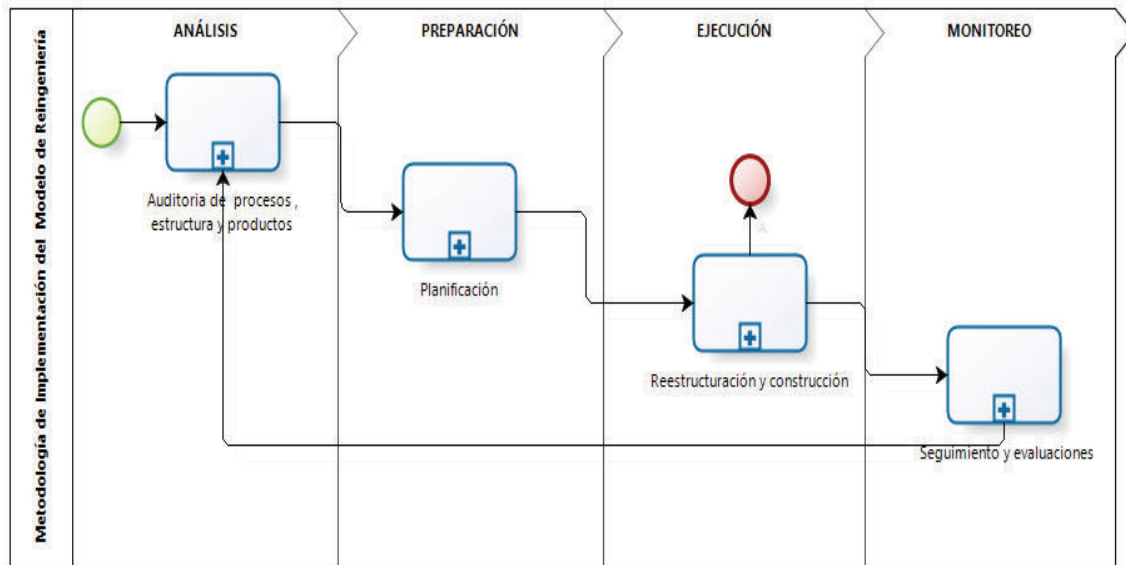 Metodología de Implementación del Modelo de Reingeniería
ANÁLISIS
PREPARACIÓN
EJECUCIÓN
MONITOREO
Auditoria de procesos ,
estructura y productos
Planificación
Reestructuración y construcción
Seguimiento y evaluaciones